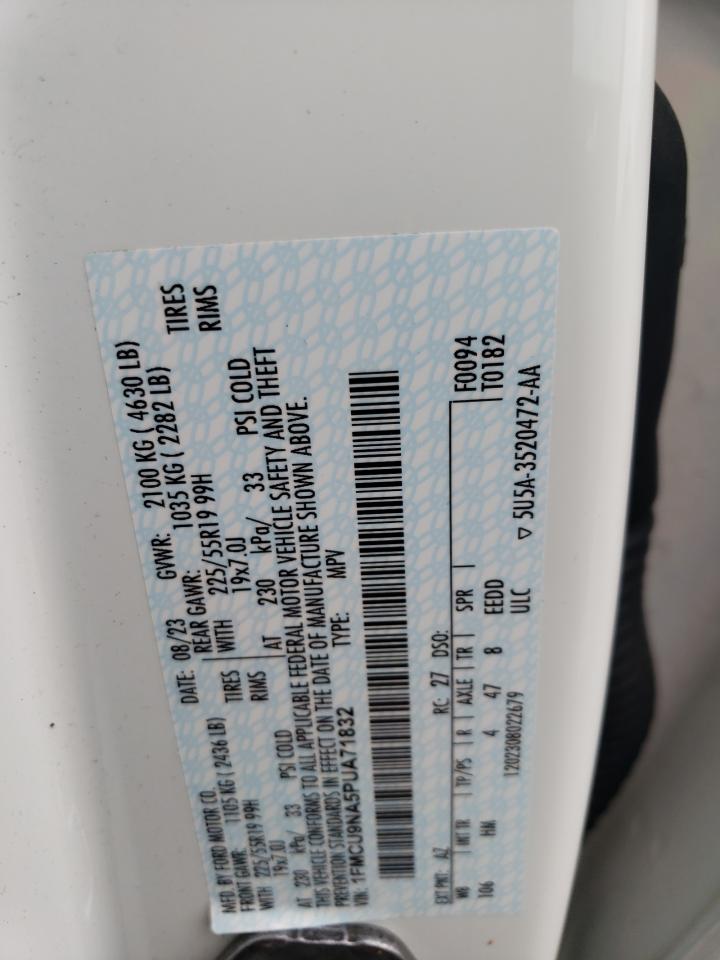 MFD. BY FORD MOTOR CO.
DATE: 08/23 GVWR: 2100 KG ( 4630 LB)
FRONT GAWR: 1105 KG ( 2436 LB) REAR GAWR: 1035 KG ( 2282 LB)
WITH 225/55R19 99H TIRES WITH 225/55R19 99H TIRES
19x7.0J RIMS 19x7.0J RIMS
AT 230 kPa/ 33 PSI COLD AT 230 kPa/ 33 PSI COLD
THIS VEHICLE CONFORMS TO ALL APPLICABLE FEDERAL MOTOR VEHICLE SAFETY AND THEFT
PREVENTION STANDARDS IN EFFECT ON THE DATE OF MANUFACTURE SHOWN ABOVE.
VIN: 1FMCU9NA5PUA71832 TYPE: MPV
EXT PNT: AZ RC: 27 DSO: F0094
WB INT TR TP/PS R AXLE TR SPR T0182
106 HM 4 47 8 EEDD
1202308022679 ULC
▽ 5U5A-3520472-AA